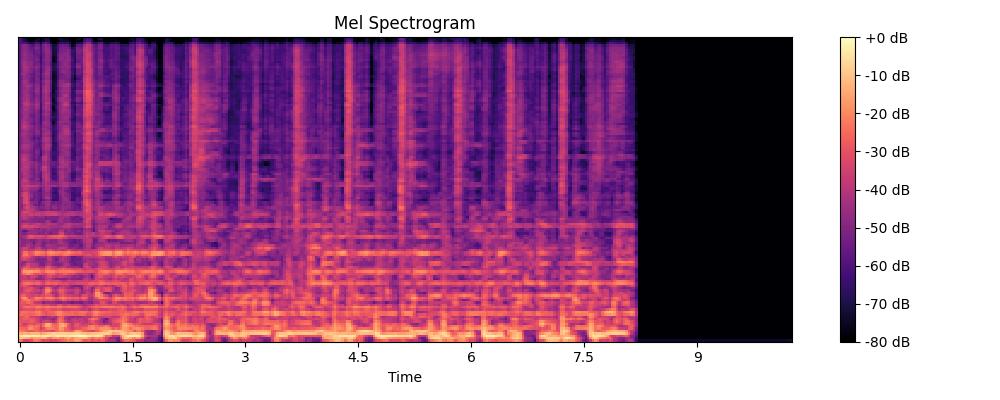 Mel Spectrogram
+0 dB
-10 dB
-20 dB
-30 dB
-40 dB
-50 dB
-60 dB
-70 dB
-80 dB
0 1.5 3 4.5 6 7.5 9
Time